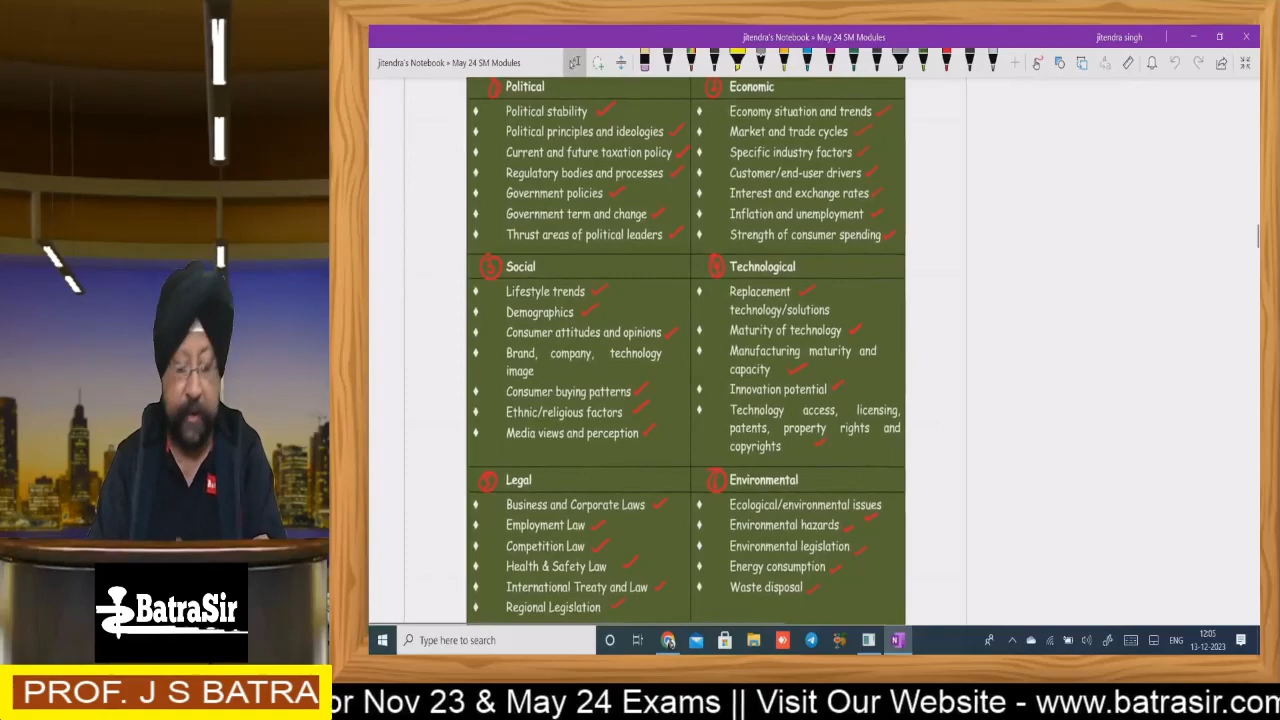 jitendra's Notebook » May 24 SM Modules
jitendra singh
jitendra's Notebook » May 24 SM Modules
1 Political
Political stability
Political principles and ideologies
Current and future taxation policy
Regulatory bodies and processes
Government policies
Government term and change
Thrust areas of political leaders
2 Economic
Economy situation and trends
Market and trade cycles
Specific industry factors
Customer/end-user drivers
Interest and exchange rates
Inflation and unemployment
Strength of consumer spending
3 Social
Lifestyle trends
Demographics
Consumer attitudes and opinions
Brand, company, technology
image
Consumer buying patterns
Ethnic/religious factors
Media views and perception
4 Technological
Replacement
technology/solutions
Maturity of technology
Manufacturing maturity and
capacity
Innovation potential
Technology access, licensing,
patents, property rights and
copyrights
5 Legal
Business and Corporate Laws
Employment Law
Competition Law
Health & Safety Law
International Treaty and Law
Regional Legislation
6 Environmental
Ecological/environmental issues
Environmental hazards
Environmental legislation
Energy consumption
Waste disposal
BatraSir
Type here to search
ENG
12:05
13-12-2023
PROF. J S BATRA
or Nov 23 & May 24 Exams || Visit Our Website - www.batrasir.com